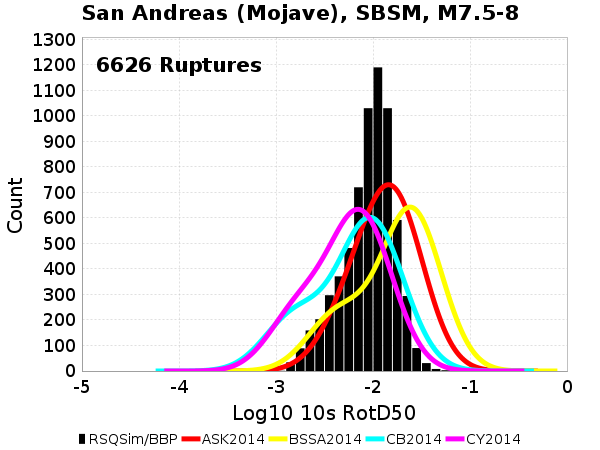 San Andreas (Mojave), SBSM, M7.5-8
6626 Ruptures
Count
1300
1200
1100
1000
900
800
700
600
500
400
300
200
100
0
-5 -4 -3 -2 -1 0
Log10 10s RotD50
RSQSim/BBP ASK2014 BSSA2014 CB2014 CY2014